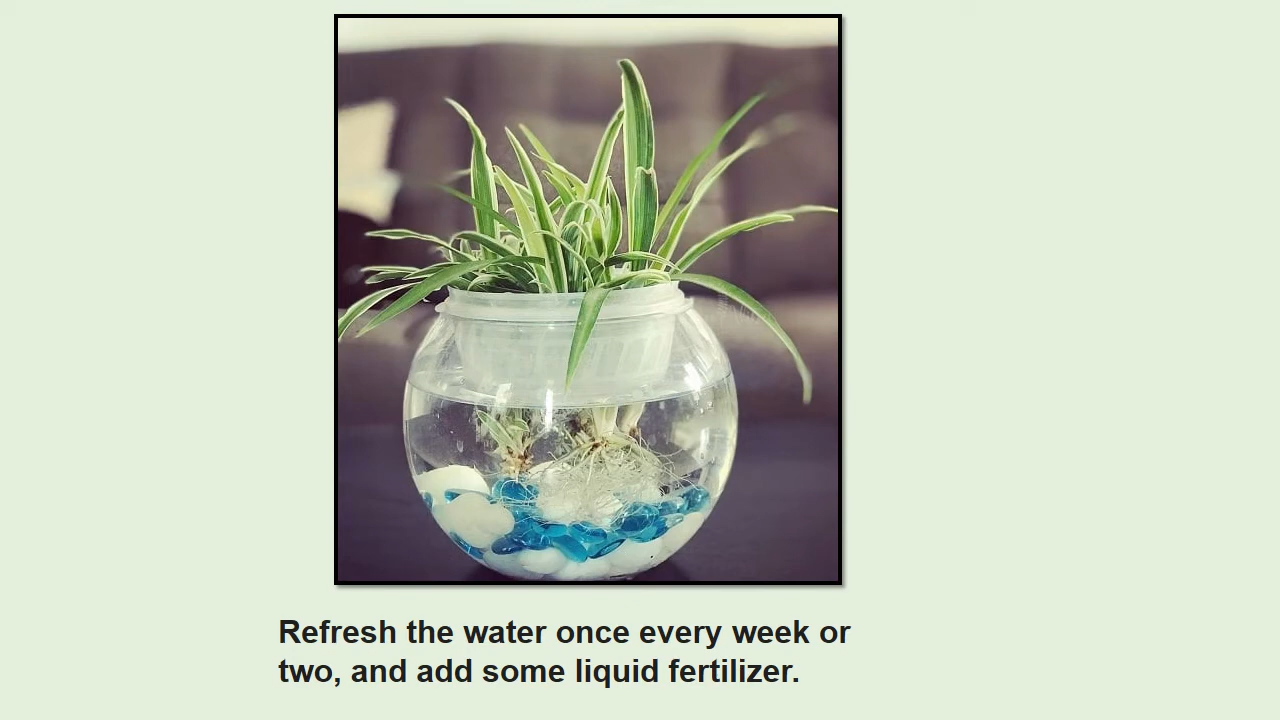 Refresh the water once every week or
two, and add some liquid fertilizer.